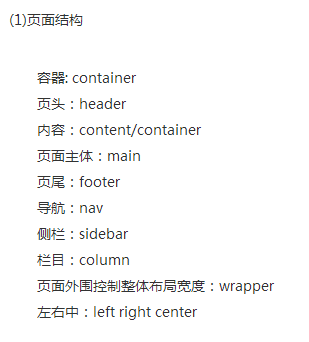 (1)页面结构
容器: container
页头：header
内容：content/container
页面主体：main
页尾：footer
导航：nav
侧栏：sidebar
栏目：column
页面外围控制整体布局宽度：wrapper
左右中：left right center